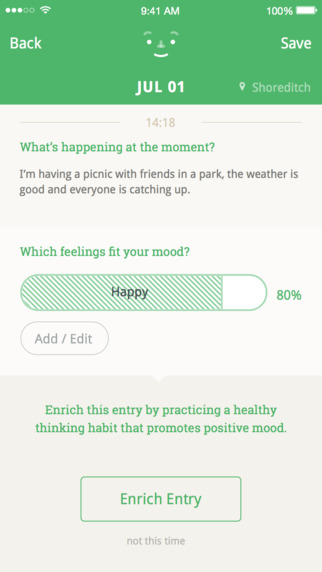 9:41 AM 100%
Back Save
JUL 01 Shoreditch
14:18
What's happening at the moment?
I'm having a picnic with friends in a park, the weather is
good and everyone is catching up.
Which feelings fit your mood?
Happy 80%
Add / Edit
Enrich this entry by practicing a healthy
thinking habit that promotes positive mood.
Enrich Entry
not this time